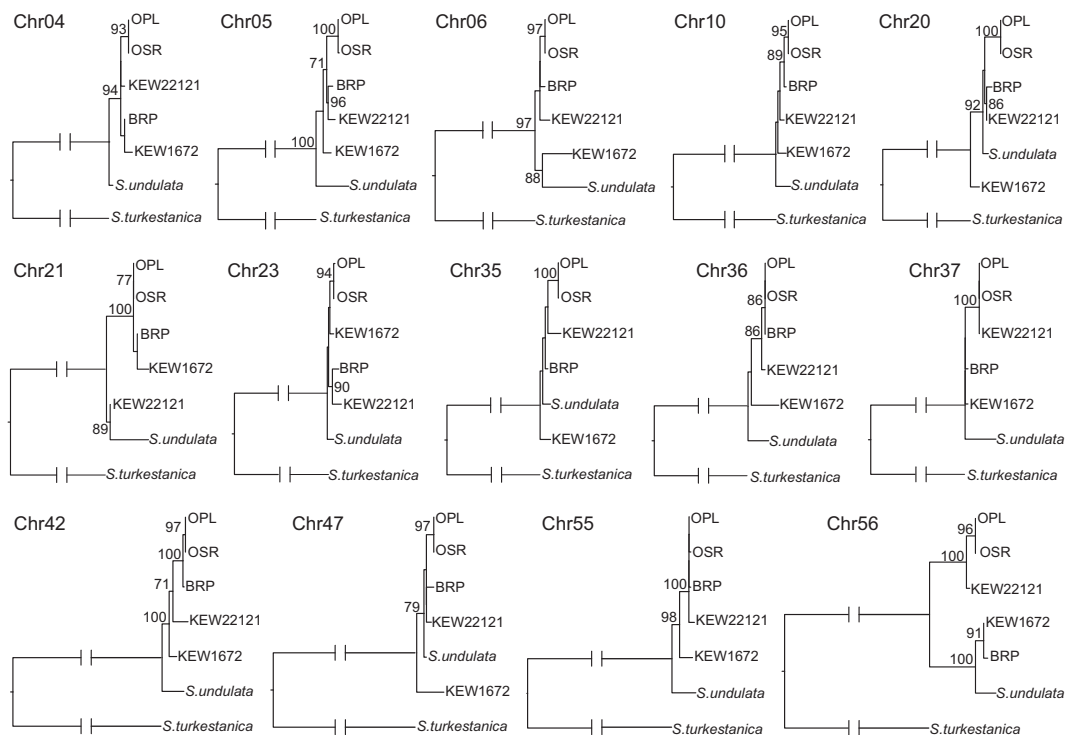 Chr04
93
OPL
OSR
KEW22121
94
BRP
KEW1672
S.undulata
S.turkestanica
Chr05
100
OPL
OSR
71
BRP
96
KEW22121
100
KEW1672
S.undulata
S.turkestanica
Chr06
97
OPL
OSR
BRP
97
KEW22121
KEW1672
88
S.undulata
S.turkestanica
Chr10
95
OPL
OSR
89
BRP
KEW22121
KEW1672
S.undulata
S.turkestanica
Chr20
100
OPL
OSR
BRP
92
86
KEW22121
S.undulata
KEW1672
S.turkestanica
Chr21
OPL
77
OSR
100
BRP
KEW1672
KEW22121
89
S.undulata
S.turkestanica
Chr23
94
OPL
OSR
KEW1672
BRP
90
KEW22121
S.undulata
S.turkestanica
Chr35
100
OPL
OSR
KEW22121
BRP
S.undulata
KEW1672
S.turkestanica
Chr36
OPL
86
OSR
86
BRP
KEW22121
KEW1672
S.undulata
S.turkestanica
Chr37
OPL
100
OSR
KEW22121
BRP
KEW1672
S.undulata
S.turkestanica
Chr42
97
OPL
OSR
100
71
BRP
100
KEW22121
KEW1672
S.undulata
S.turkestanica
Chr47
97
OPL
OSR
BRP
79
KEW22121
S.undulata
KEW1672
S.turkestanica
Chr55
OPL
OSR
100
BRP
98
KEW22121
KEW1672
S.undulata
S.turkestanica
Chr56
96
OPL
OSR
100
KEW22121
KEW1672
91
BRP
100
S.undulata
S.turkestanica